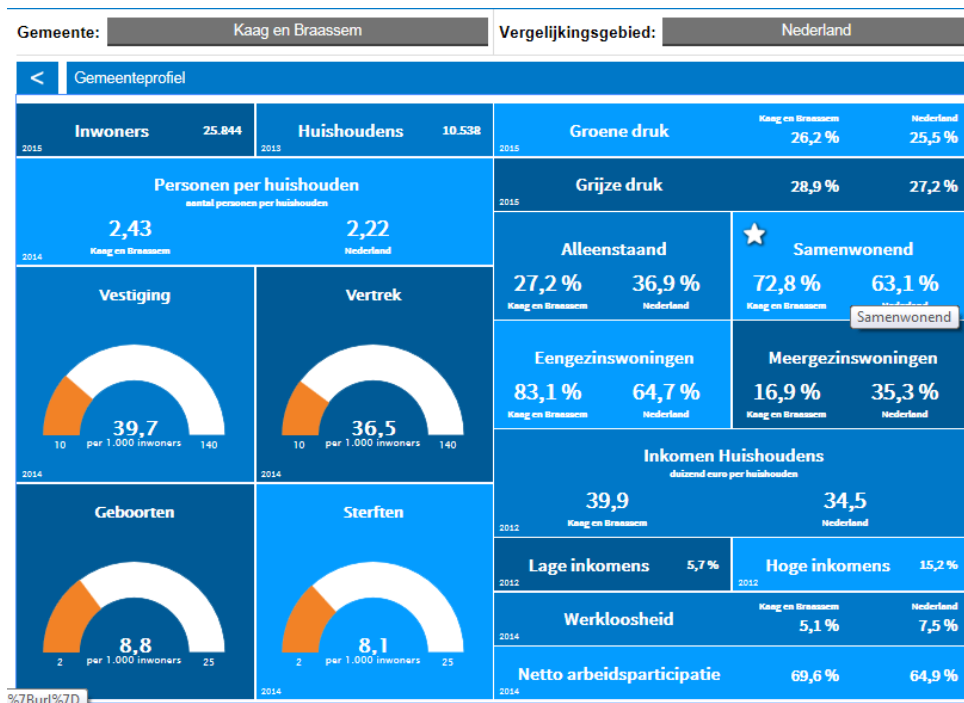 Gemeente: Kaag en Braassem Vergelijkingsgebied: Nederland
< Gemeenteprofiel
Inwoners 25.844
2015
Huishoudens 10.538
2013
Personen per huishouden
aantal personen per huishouden
2,43 2,22
Kaag en Braassem Nederland
2014
Vestiging
39,7
10 per 1.000 inwoners 140
2014
Vertrek
36,5
10 per 1.000 inwoners 140
Geboorten
8,8
2 per 1.000 inwoners 25
Sterften
8,1
2 per 1.000 inwoners 25
2014
Kaag en Braassem Nederland
Groene druk 26,2 % 25,5 %
2015
Grijze druk 28,9 % 27,2 %
2015
Alleenstaand
27,2 % 36,9 %
Kaag en Braassem Nederland
Samenwonend
72,8 % 63,1 %
Kaag en Braassem Nederland
Samenwonend
Eengezinswoningen
83,1 % 64,7 %
Kaag en Braassem Nederland
Meergezinswoningen
16,9 % 35,3 %
Kaag en Braassem Nederland
Inkomen Huishoudens
duizend euro per huishouden
39,9 34,5
Kaag en Braassem Nederland
2012
Lage inkomens 5,7 %
2012
Hoge inkomens 15,2 %
2012
Kaag en Braassem Nederland
Werkloosheid 5,1 % 7,5 %
2014
Netto arbeidsparticipatie 69,6 % 64,9 %
2014
%7Burl%7D